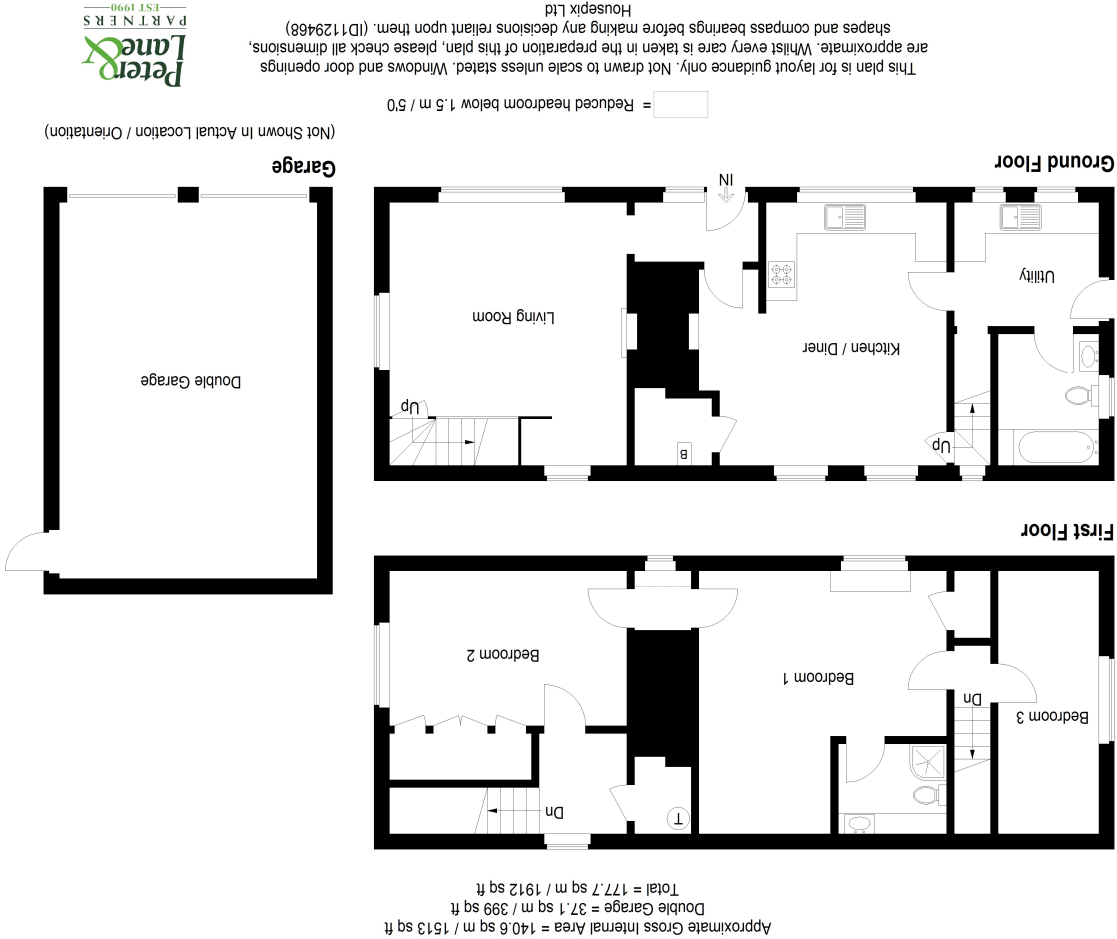 Approximate Gross Internal Area = 140.6 sq m / 1513 sq ft
Double Garage = 37.1 sq m / 399 sq ft
Total = 177.7 sq m / 1912 sq ft
T
Dn
Bedroom 3
Dn
Bedroom 1
Bedroom 2
First Floor
B
Up
Up
Kitchen / Diner
Living Room
Utility
IN
Ground Floor
Double Garage
Garage
(Not Shown In Actual Location / Orientation)
= Reduced headroom below 1.5 m / 5'0
This plan is for layout guidance only. Not drawn to scale unless stated. Windows and door openings
are approximate. Whilst every care is taken in the preparation of this plan, please check all dimensions,
shapes and compass bearings before making any decisions reliant upon them. (ID1129468)
Housepix Ltd
Peter &
Lane
PARTNERS
EST 1990